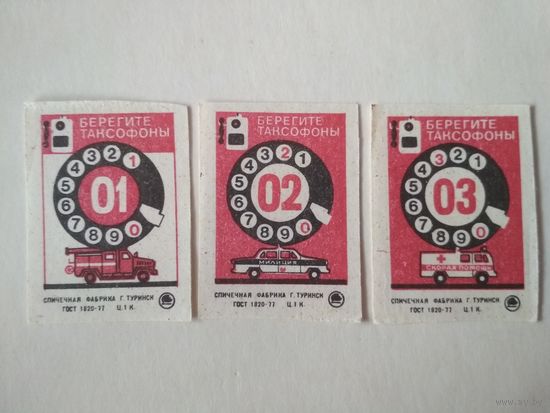 БЕРЕГИТЕ
ТАКСОФОНЫ
4 3 2 1
5
6
7
8 9 0
01
СПИЧЕЧНАЯ ФАБРИКА Г. ТУРИНСК
ГОСТ 1820-77 Ц. 1 К.
БЕРЕГИТЕ
ТАКСОФОНЫ
4 3 2 1
5
6
7
8 9 0
02
МИЛИЦИЯ
СПИЧЕЧНАЯ ФАБРИКА Г. ТУРИНСК
ГОСТ 1820-77 Ц. 1 К.
БЕРЕГИТЕ
ТАКСОФОНЫ
4 3 2 1
5
6
7
8 9 0
03
СКОРАЯ ПОМОЩЬ
СПИЧЕЧНАЯ ФАБРИКА Г. ТУРИНСК
ГОСТ 1820-77 Ц. 1 К.
www.ay.by